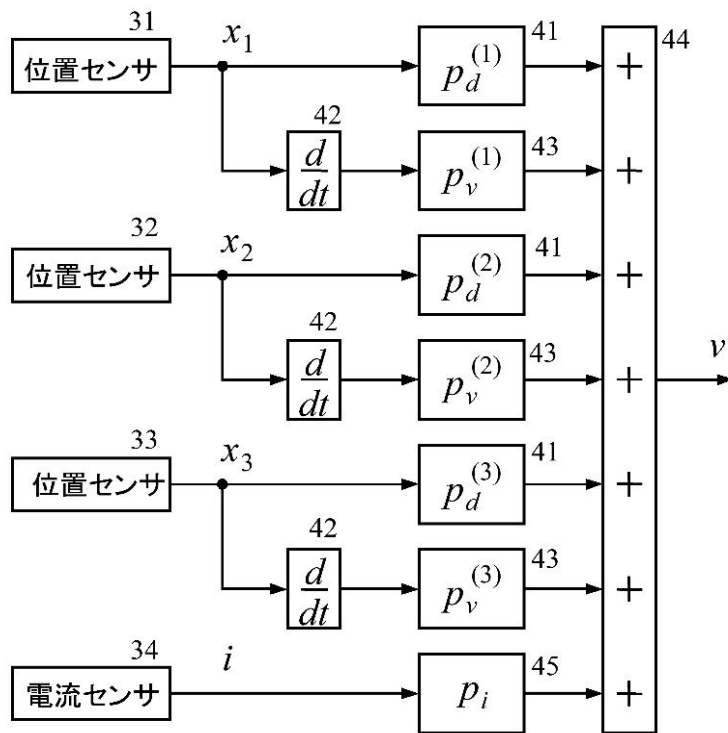 31
x₁
41
44
位置センサ
p_d^(1)
+
42
43
d/dt
p_v^(1)
+
32
x₂
41
位置センサ
p_d^(2)
+
42
43
v
d/dt
p_v^(2)
+
33
x₃
41
位置センサ
p_d^(3)
+
42
43
d/dt
p_v^(3)
+
34
i
45
電流センサ
p_i
+